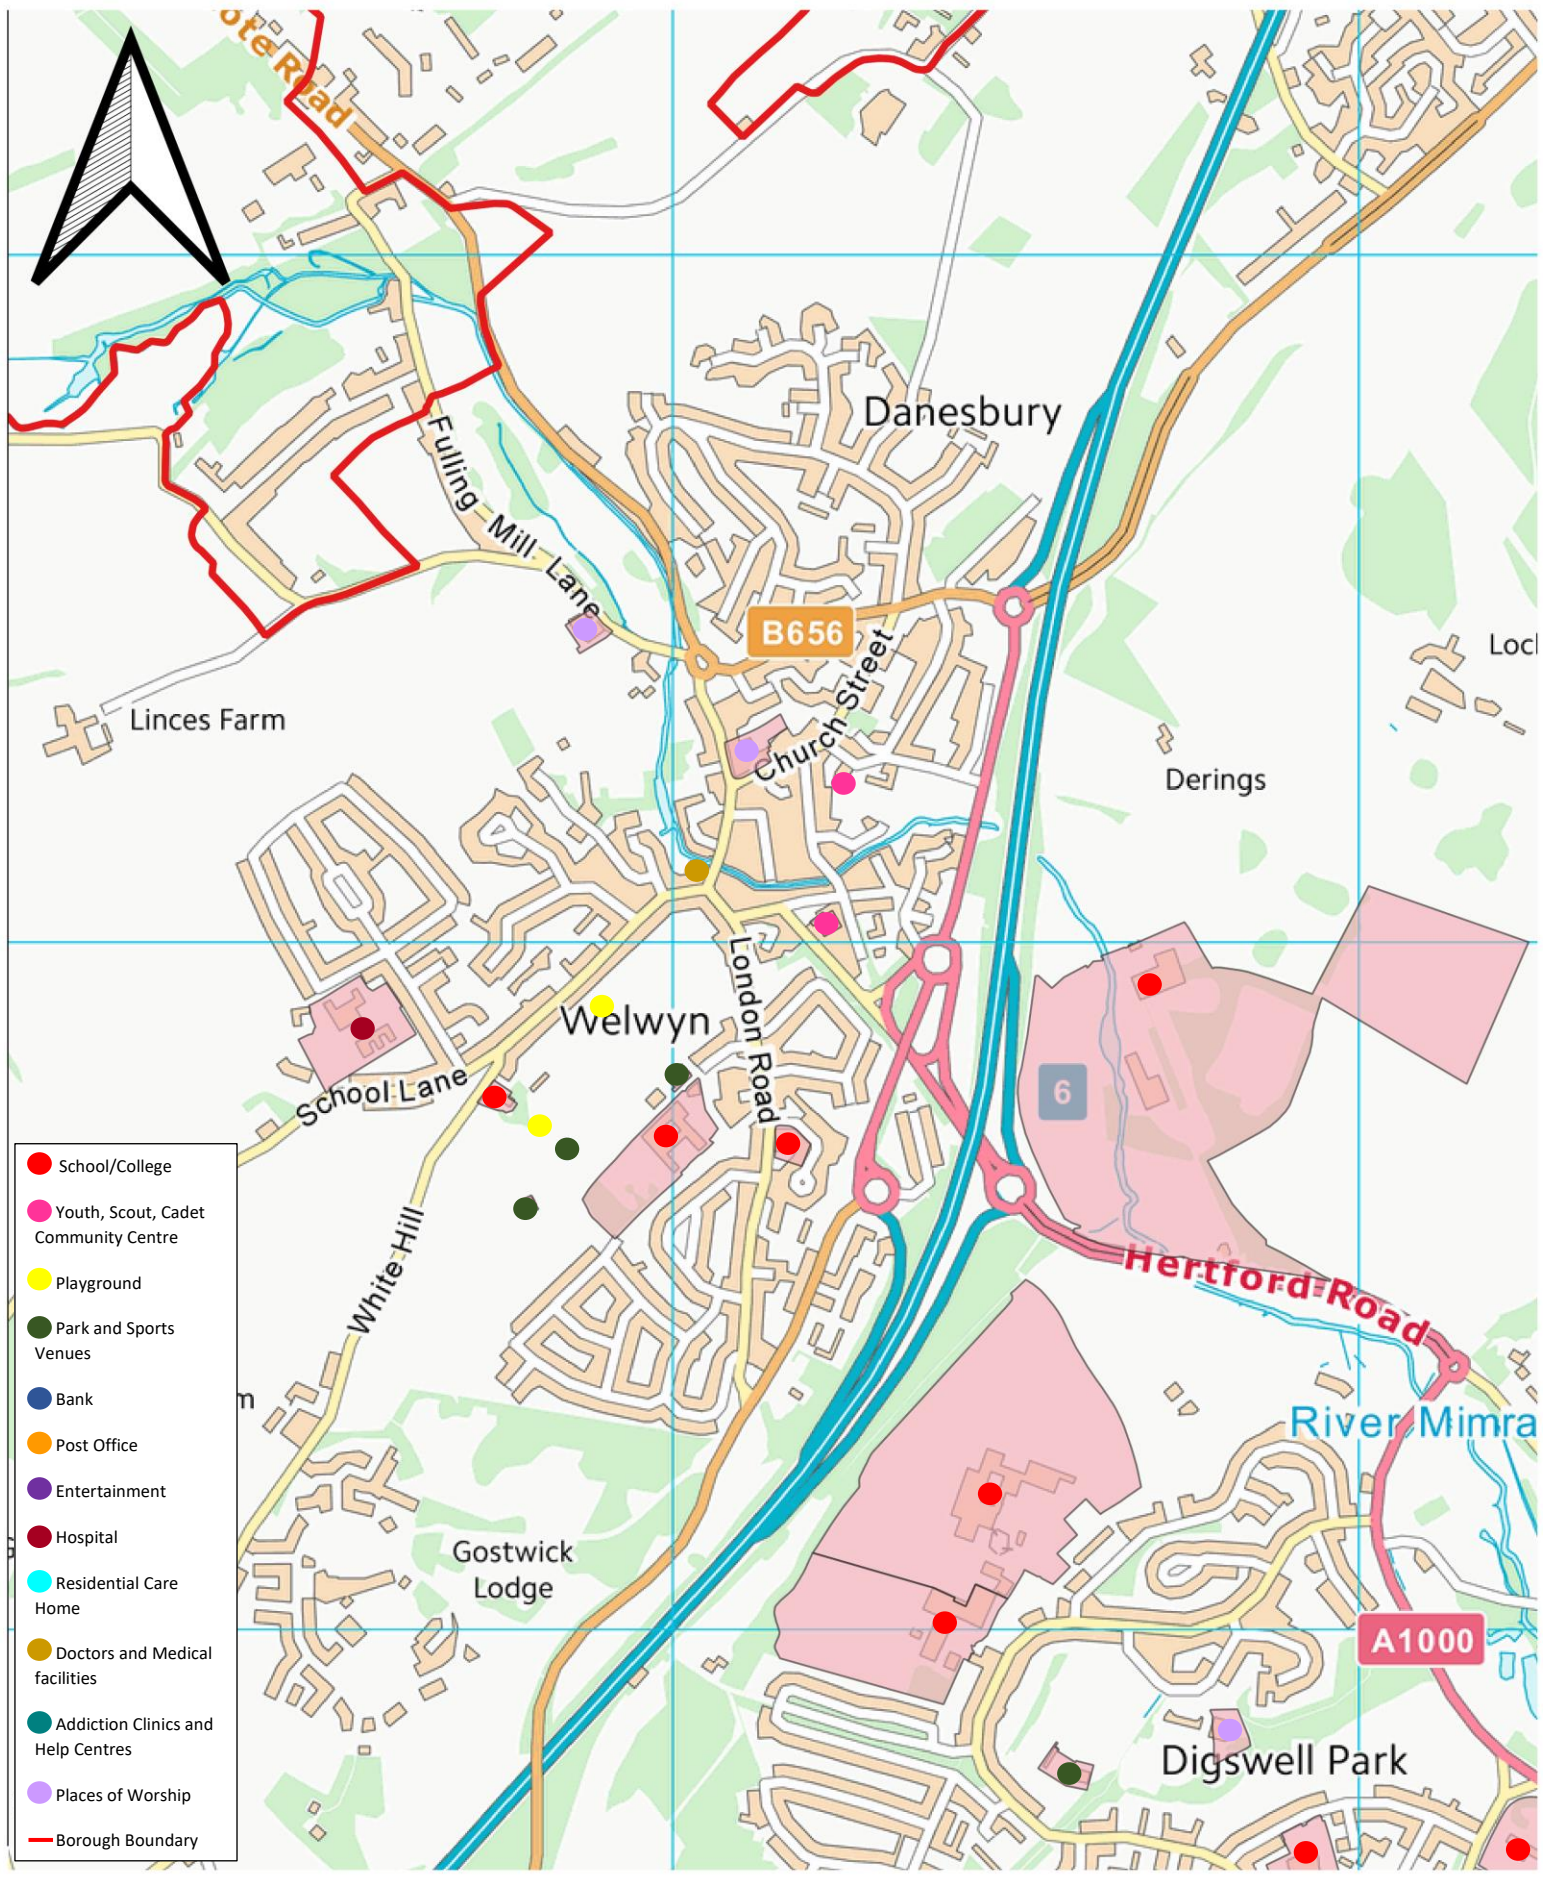 ote Road
Danesbury
Fulling Mill Lane
B656
Church Street
Loc
Linces Farm
Derings
London Road
Welwyn
School Lane
6
White Hill
Hertford Road
m
River Mimra
Gostwick
Lodge
A1000
Digswell Park
School/College
Youth, Scout, Cadet
Community Centre
Playground
Park and Sports
Venues
Bank
Post Office
Entertainment
Hospital
Residential Care
Home
Doctors and Medical
facilities
Addiction Clinics and
Help Centres
Places of Worship
Borough Boundary